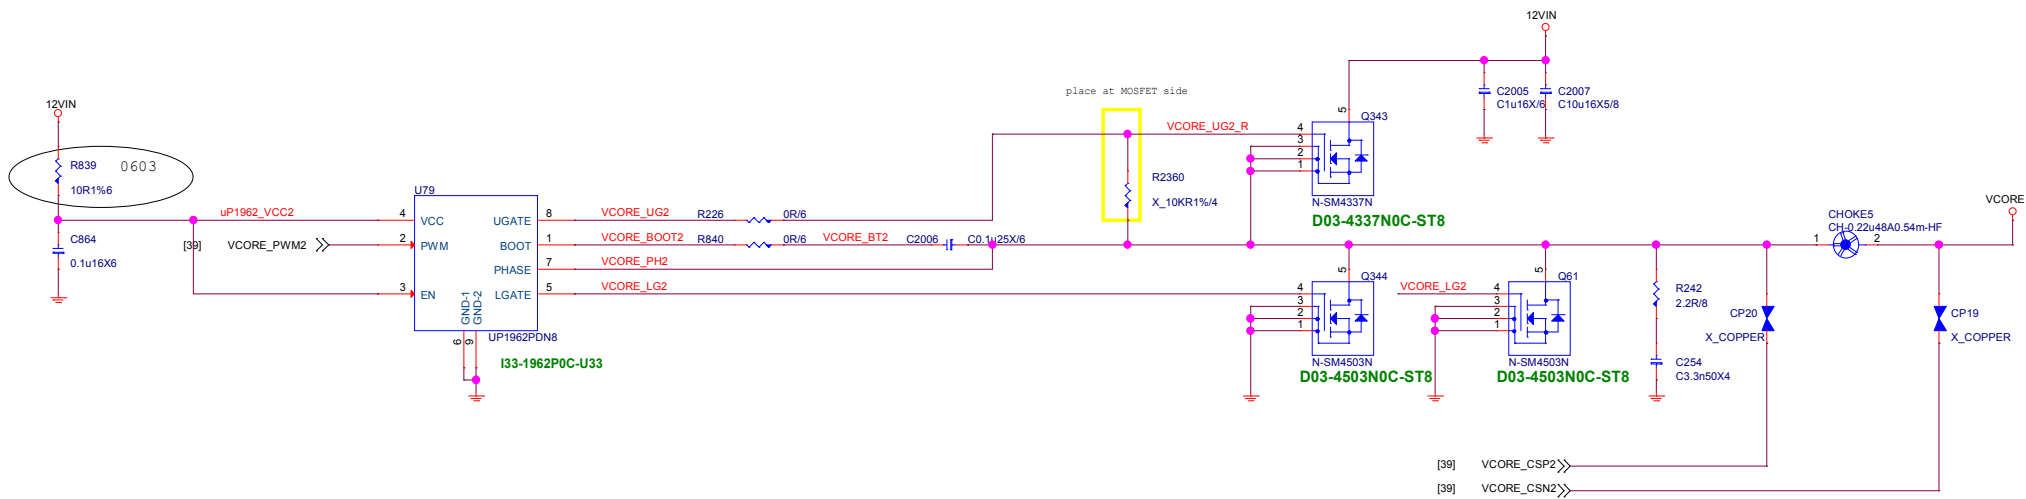 12VIN
place at MOSFET side
12VIN
C2005
C1u16X/6
C2007
C10u16X5/8
R839
0603
10R1%6
VCORE_UG2_R
5
Q343
4
3
2
1
R2360
X_10KR1%/4
N-SM4337N
D03-4337N0C-ST8
U79
uP1962_VCC2
4
VCC
UGATE
8
VCORE_UG2
R226
0R/6
[39]
VCORE_PWM2
2
PWM
BOOT
1
VCORE_BOOT2
R840
0R/6
VCORE_BT2
C2006
C0.1u25X/6
PHASE
7
VCORE_PH2
3
EN
LGATE
5
VCORE_LG2
GND-1
GND-2
6
9
UP1962PDN8
I33-1962P0C-U33
C864
0.1u16X6
5
Q344
4
3
2
1
N-SM4503N
D03-4503N0C-ST8
VCORE_LG2
5
Q61
4
3
2
1
N-SM4503N
D03-4503N0C-ST8
R242
2.2R/8
C254
C3.3n50X4
CP20
X_COPPER
CHOKE5
CH-0.22u48A0.54m-HF
1
2
VCORE
CP19
X_COPPER
[39]
VCORE_CSP2
[39]
VCORE_CSN2